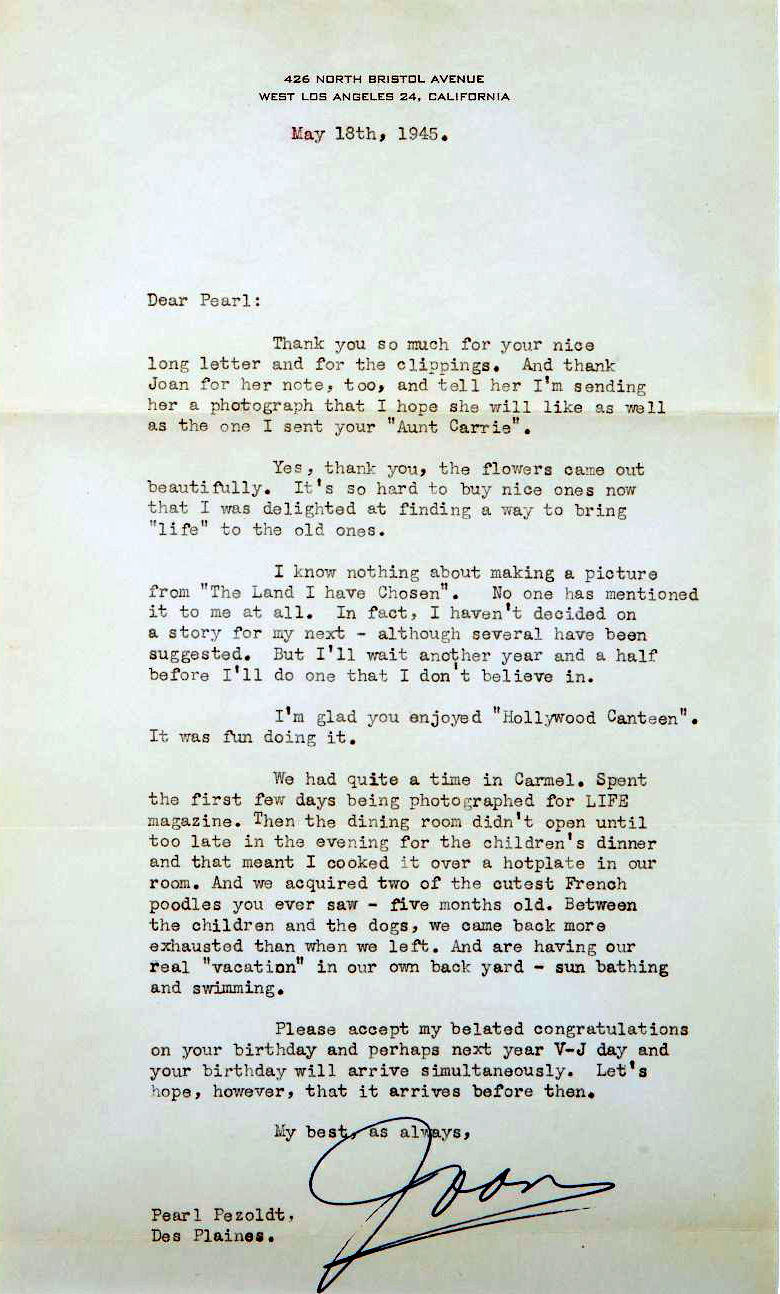 426 NORTH BRISTOL AVENUE
WEST LOS ANGELES 24, CALIFORNIA
May 18th, 1945.
Dear Pearl:
Thank you so much for your nice
long letter and for the clippings. And thank
Joan for her note, too, and tell her I'm sending
her a photograph that I hope she will like as well
as the one I sent your "Aunt Carrie".
Yes, thank you, the flowers came out
beautifully. It's so hard to buy nice ones now
that I was delighted at finding a way to bring
"life" to the old ones.
I know nothing about making a picture
from "The Land I have Chosen". No one has mentioned
it to me at all. In fact, I haven't decided on
a story for my next - although several have been
suggested. But I'll wait another year and a half
before I'll do one that I don't believe in.
I'm glad you enjoyed "Hollywood Canteen".
It was fun doing it.
We had quite a time in Carmel. Spent
the first few days being photographed for LIFE
magazine. Then the dining room didn't open until
too late in the evening for the children's dinner
and that meant I cooked it over a hotplate in our
room. And we acquired two of the cutest French
poodles you ever saw - five months old. Between
the children and the dogs, we came back more
exhausted than when we left. And are having our
real "vacation" in our own back yard - sun bathing
and swimming.
Please accept my belated congratulations
on your birthday and perhaps next year V-J day and
your birthday will arrive simultaneously. Let's
hope, however, that it arrives before then.
My best, as always,
Joan
Pearl Pezoldt,
Des Plaines.